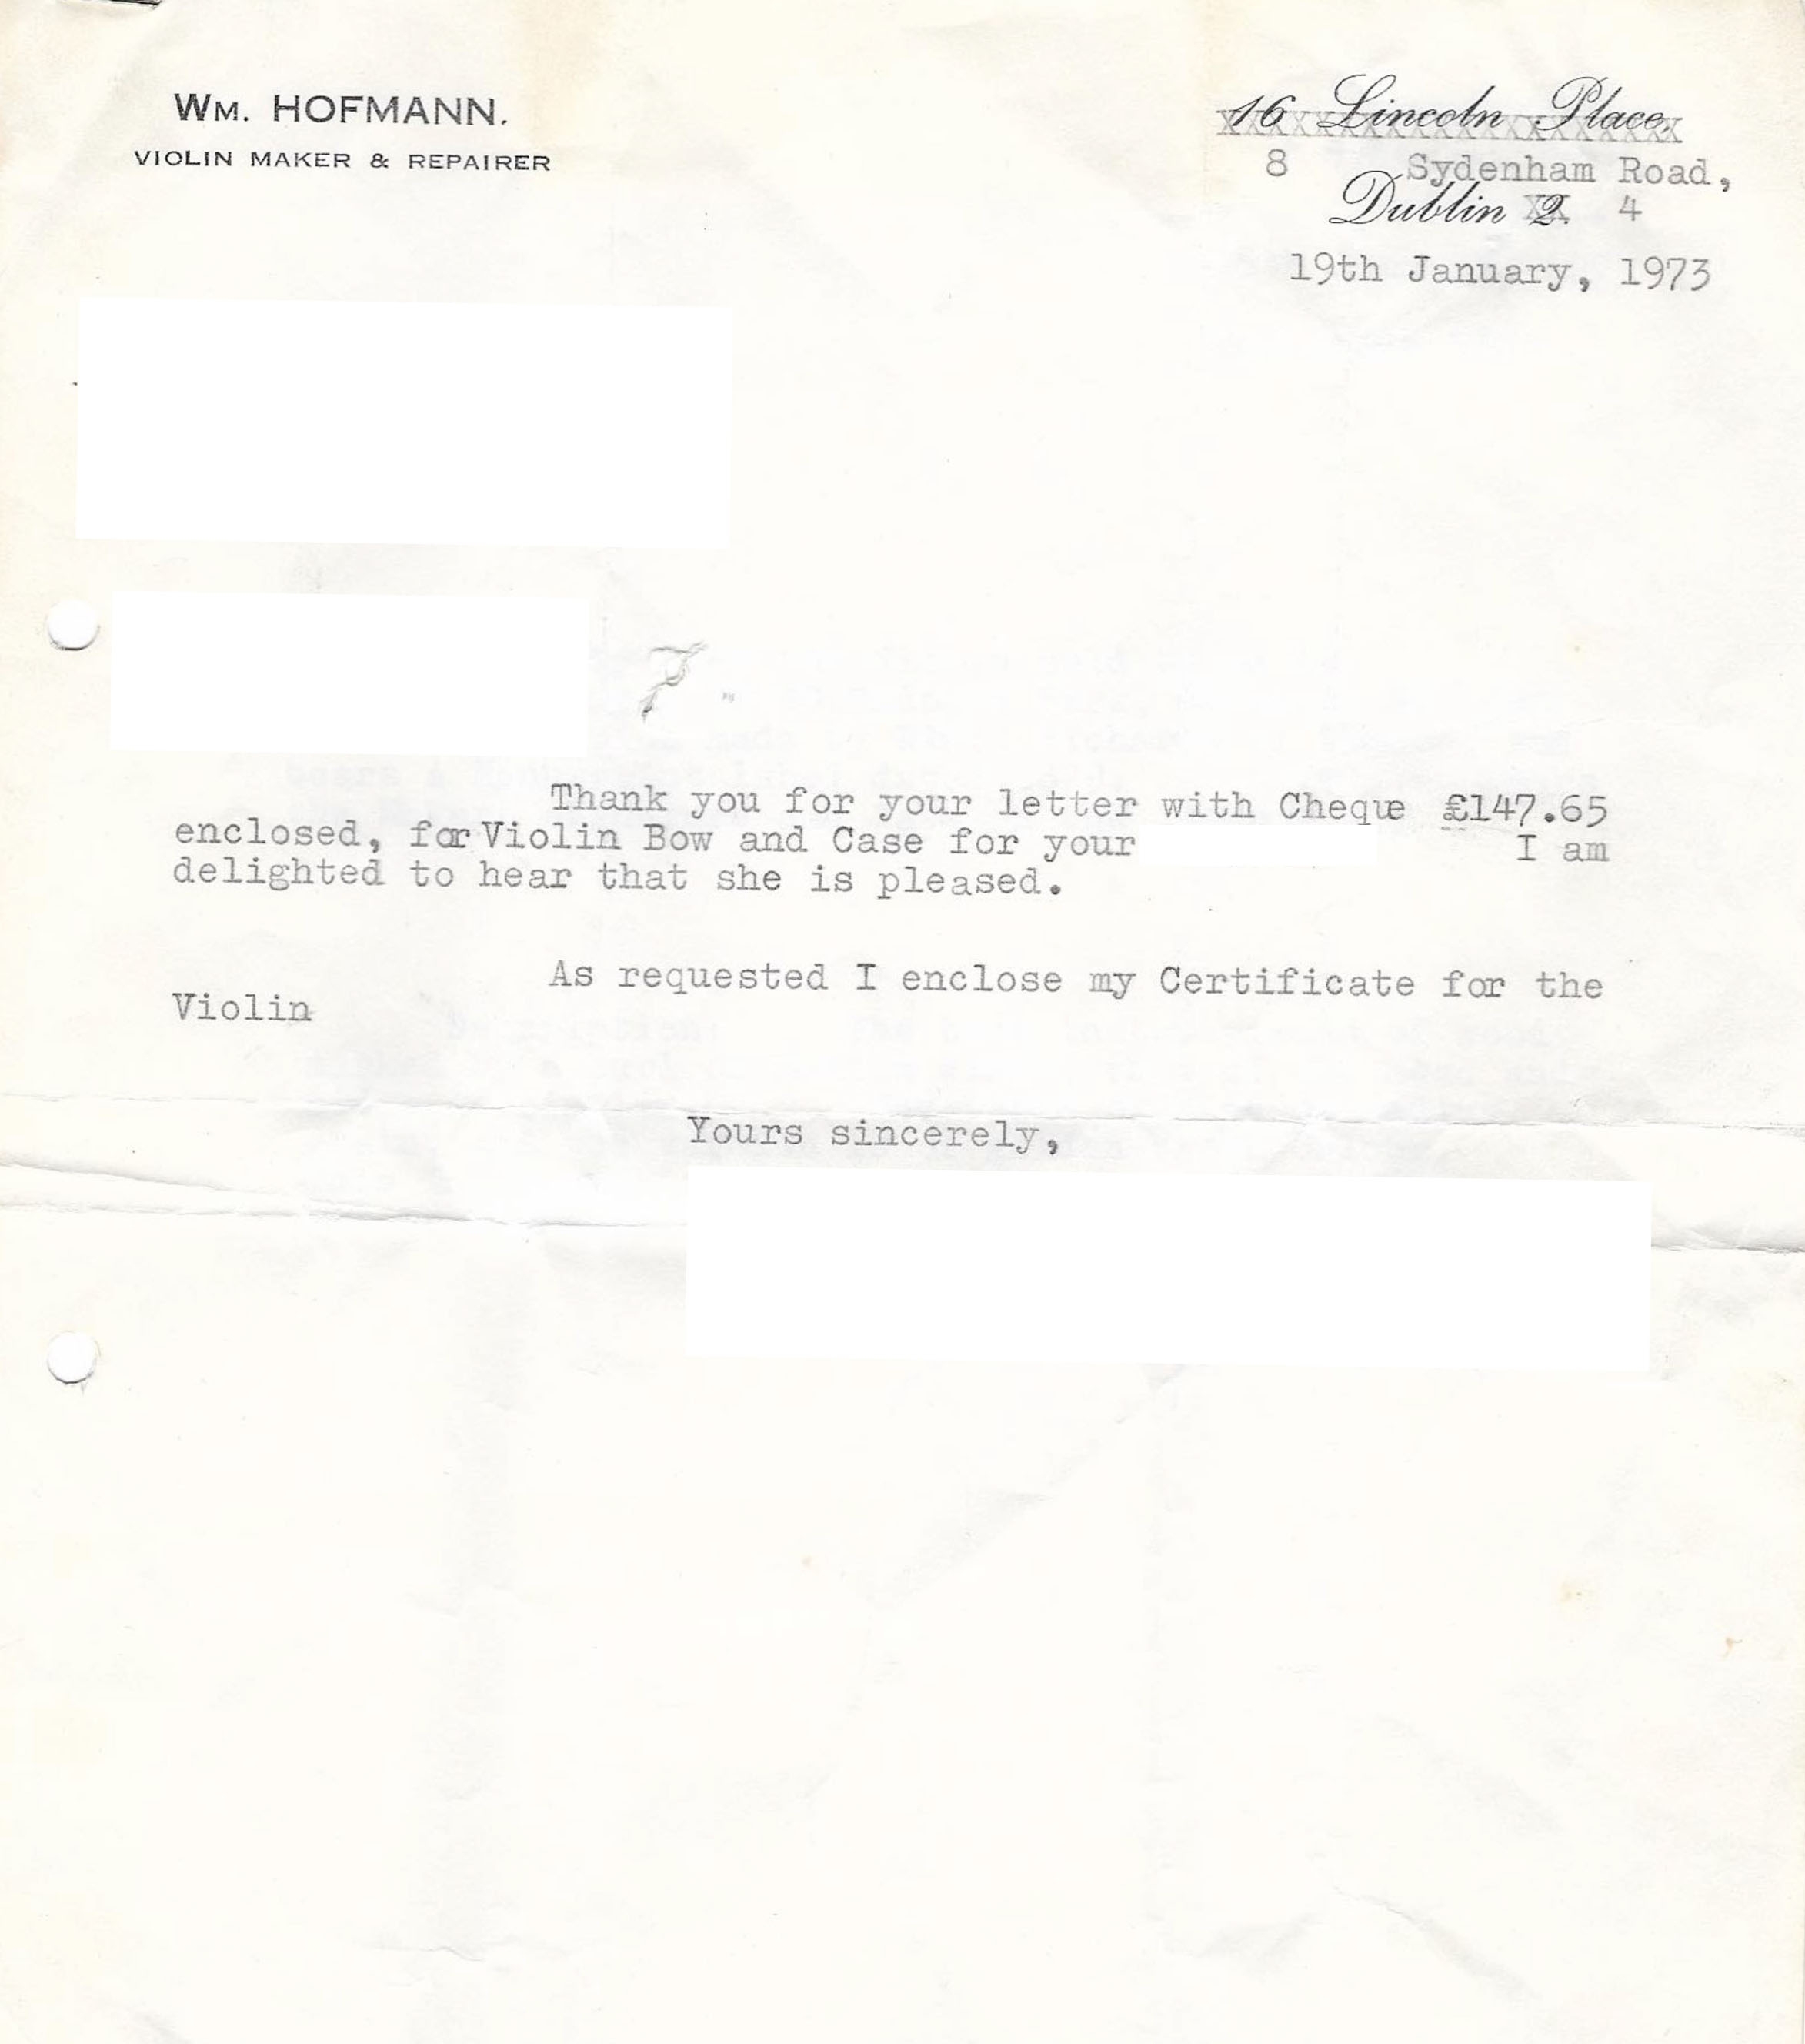 WM. HOFMANN.
VIOLIN MAKER & REPAIRER
16 Lincoln Place,
8 Sydenham Road,
Dublin 2. 4
19th January, 1973
Thank you for your letter with Cheque £147.65
enclosed, for Violin Bow and Case for your I am
delighted to hear that she is pleased.
As requested I enclose my Certificate for the
Violin
Yours sincerely,